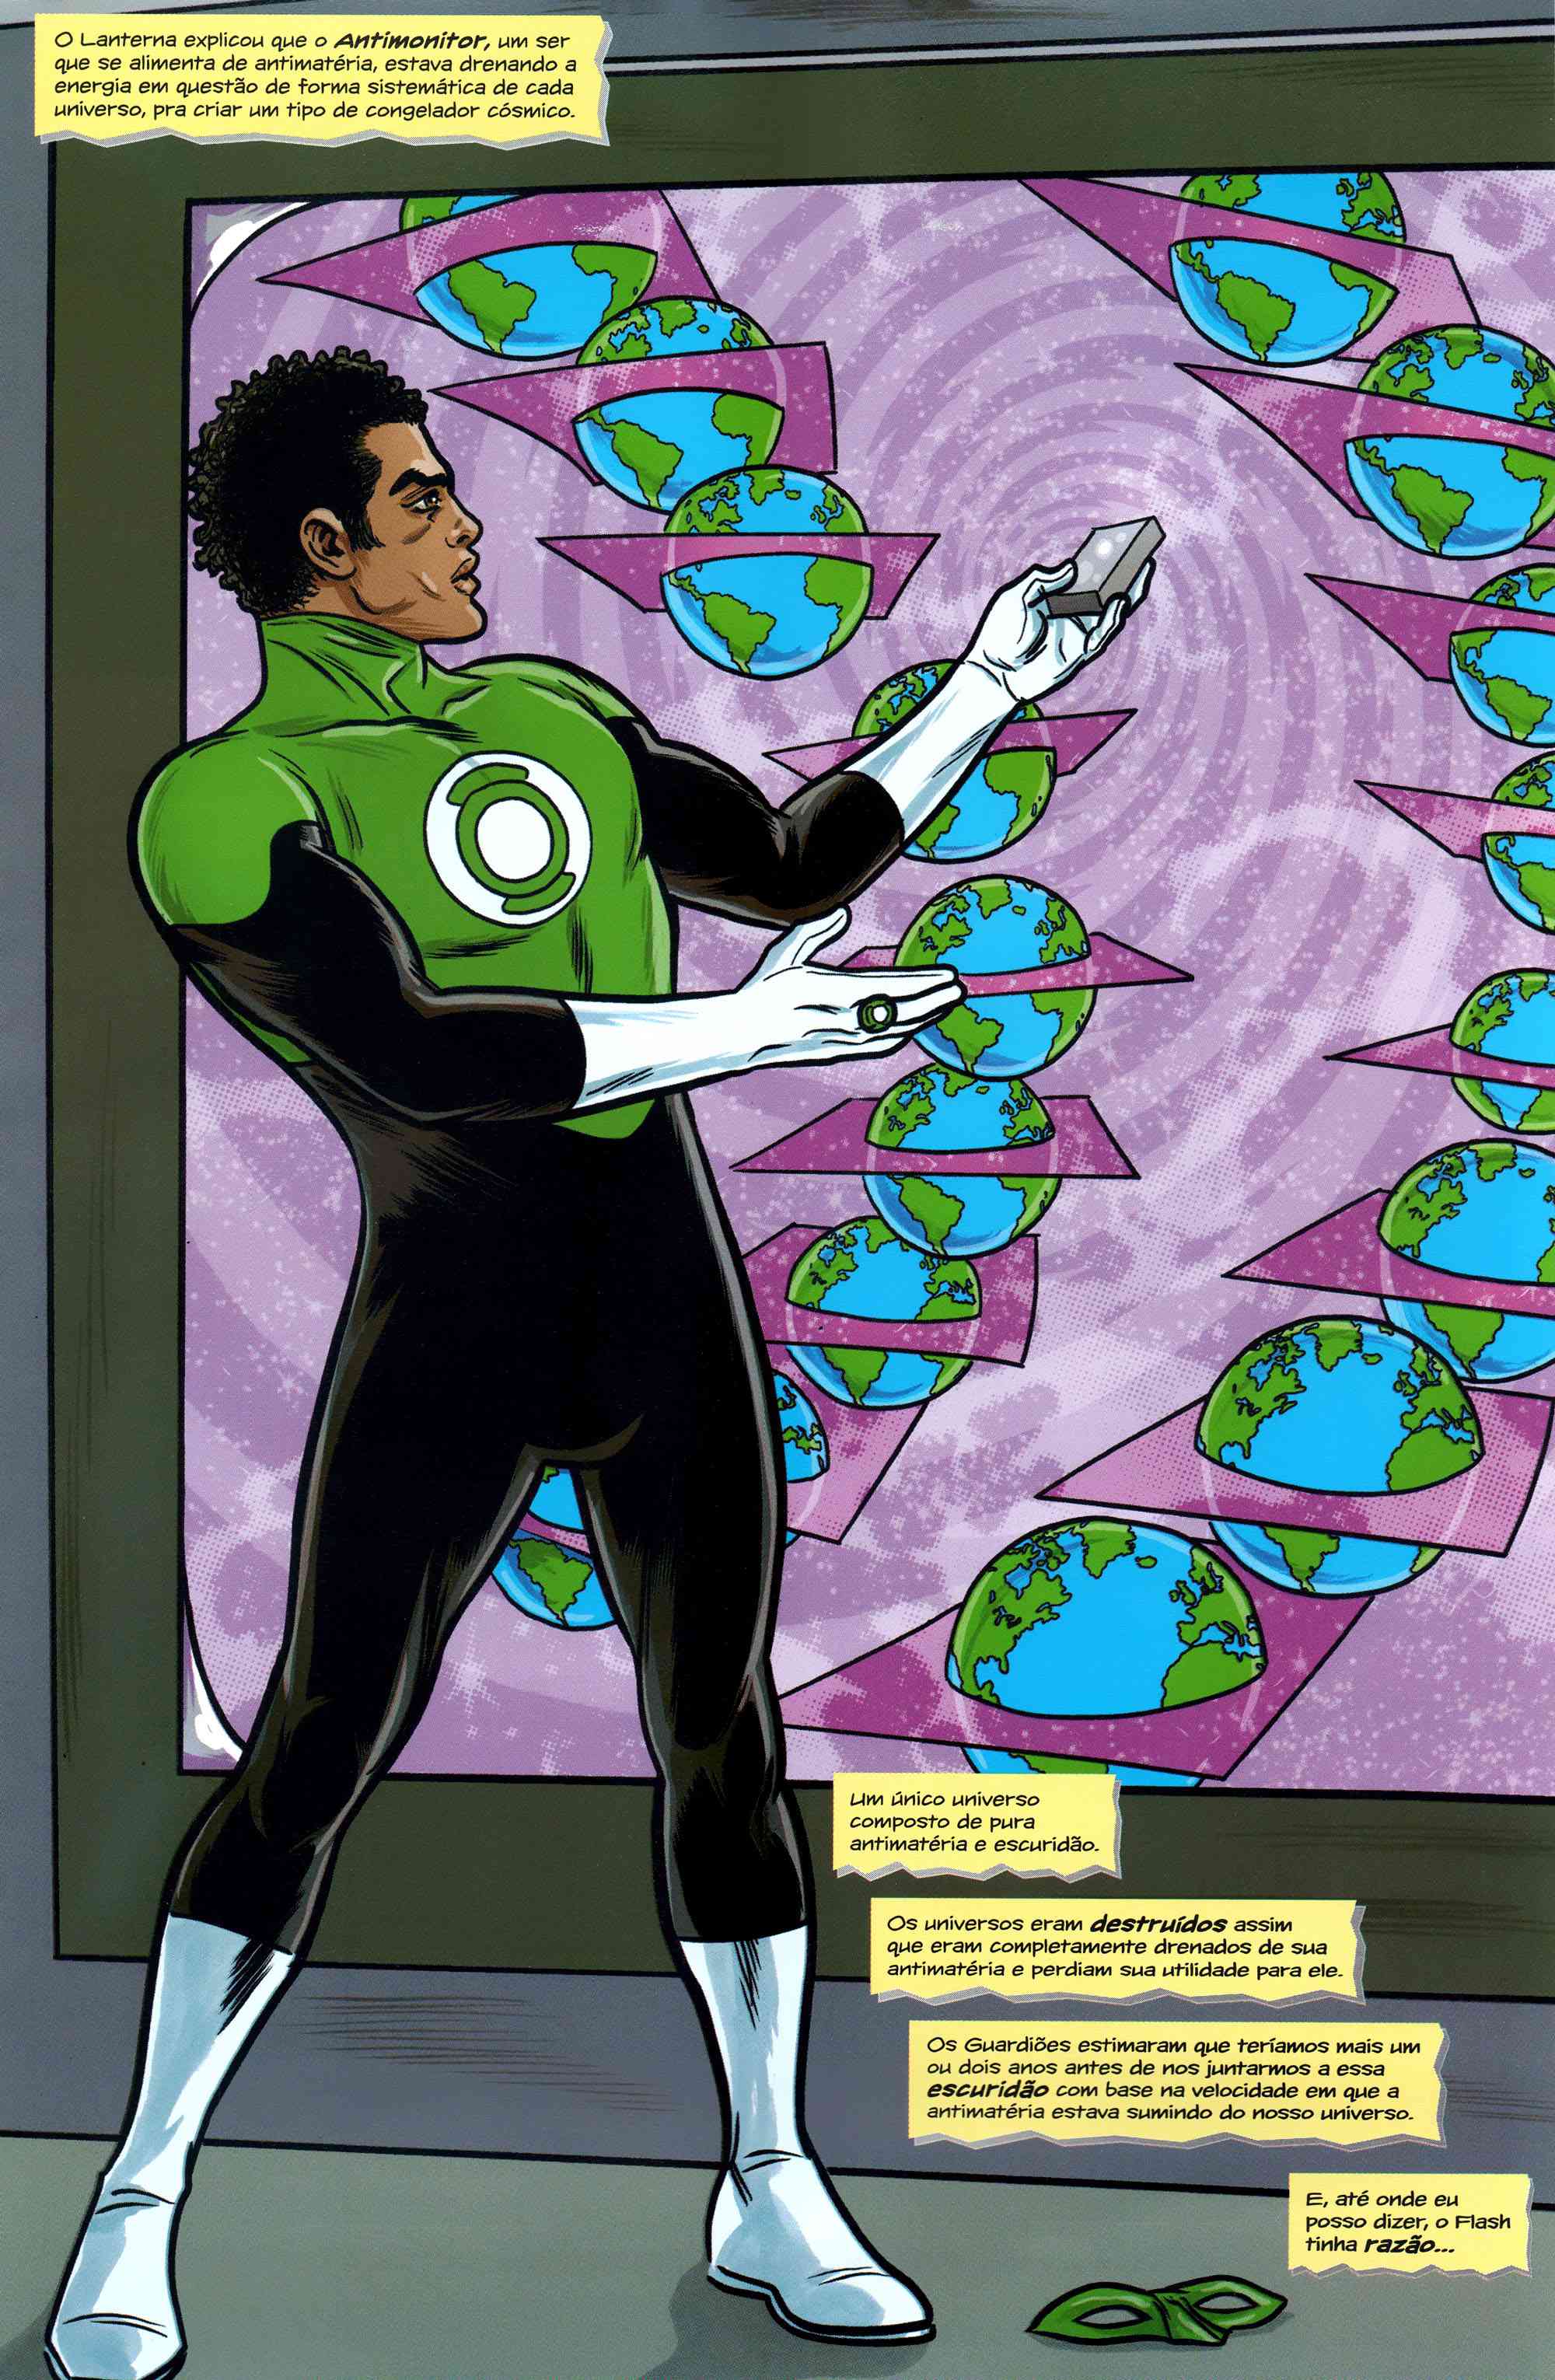 O Lanterna explicou que o Antimonitor, um ser
que se alimenta de antimatéria, estava drenando a
energia em questão de forma sistemática de cada
universo, pra criar um tipo de congelador cósmico.
Um único universo
composto de pura
antimatéria e escuridão.
Os universos eram destruídos assim
que eram completamente drenados de sua
antimatéria e perdiam sua utilidade para ele.
Os Guardiões estimaram que teríamos mais um
ou dois anos antes de nos juntarmos a essa
escuridão com base na velocidade em que a
antimatéria estava sumindo do nosso universo.
E, até onde eu
posso dizer, o Flash
tinha razão...